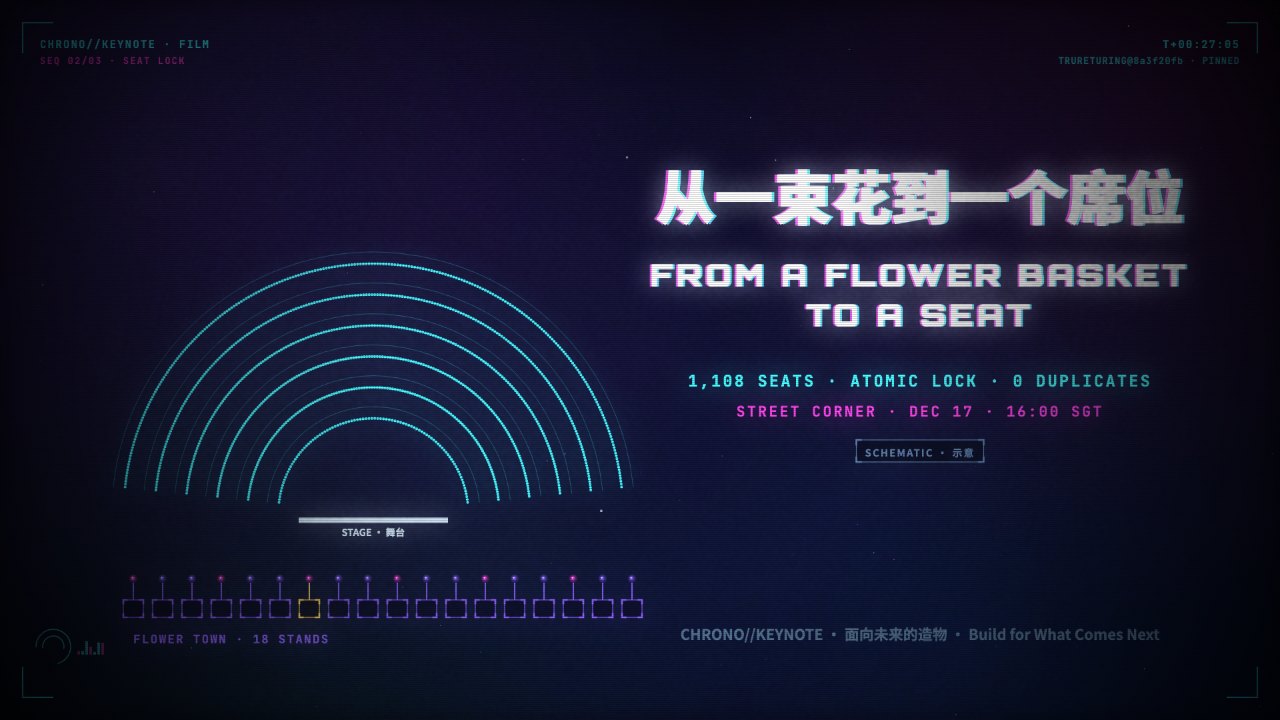 CHRONO//KEYNOTE · FILM
SEQ 02/03 · SEAT LOCK
T+00:27:05
TRURETURING@8a3f20fb · PINNED
从一束花到一个席位
FROM A FLOWER BASKET
TO A SEAT
1,108 SEATS · ATOMIC LOCK · 0 DUPLICATES
STREET CORNER · DEC 17 · 16:00 SGT
SCHEMATIC · 示意
STAGE · 舞台
FLOWER TOWN · 18 STANDS
CHRONO//KEYNOTE · 面向未来的造物 · Build for What Comes Next